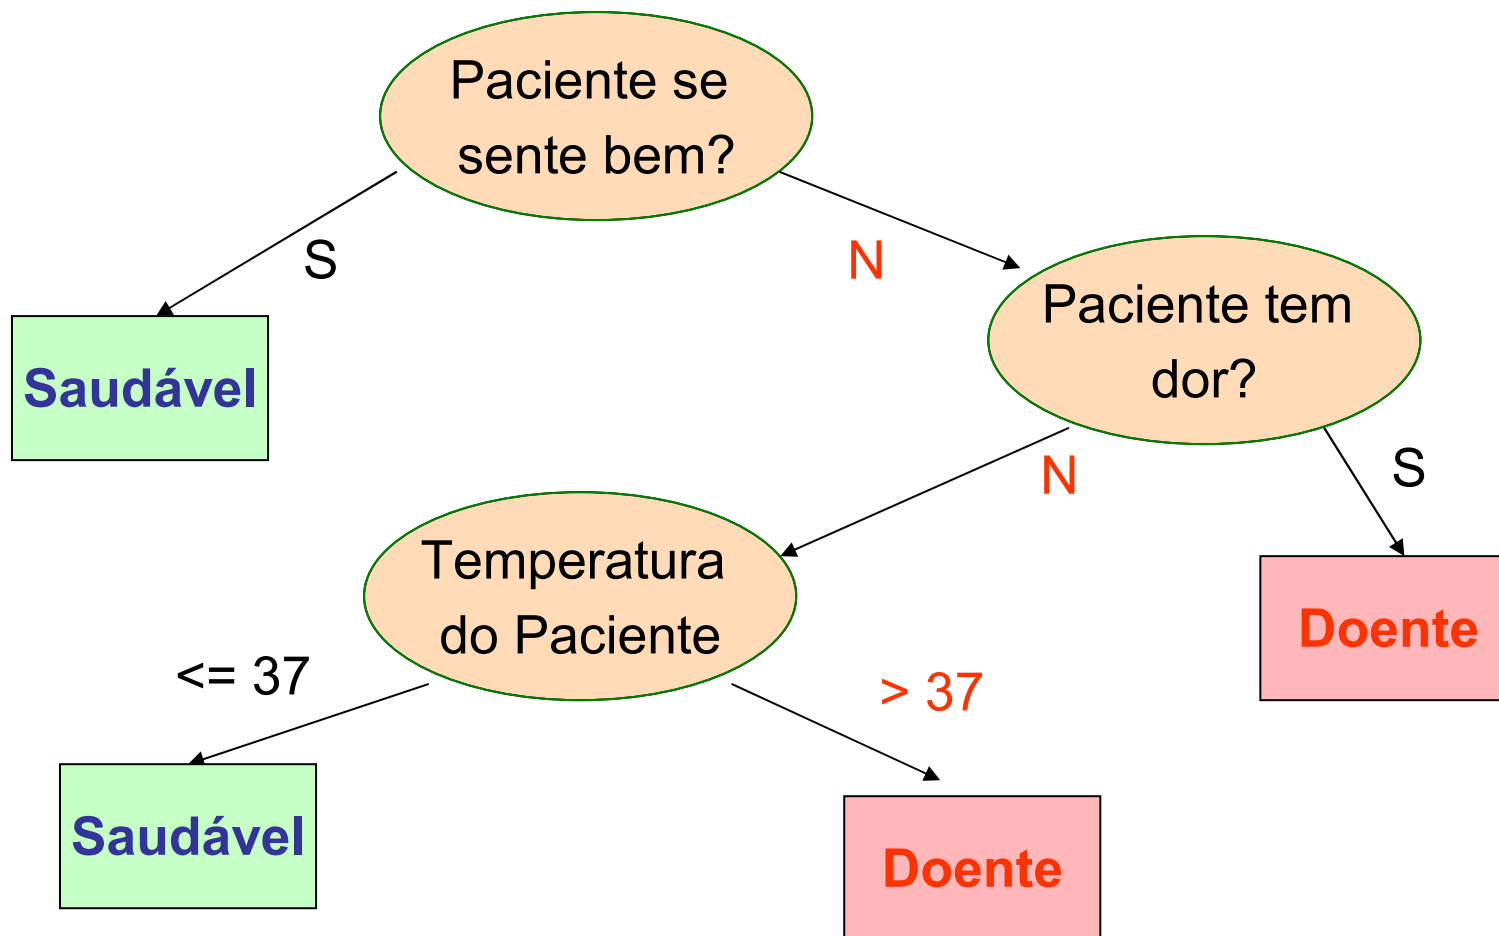 Paciente se
sente bem?
S
N
Paciente tem
dor?
Saudável
N
S
Temperatura
do Paciente
Doente
<= 37
> 37
Saudável
Doente